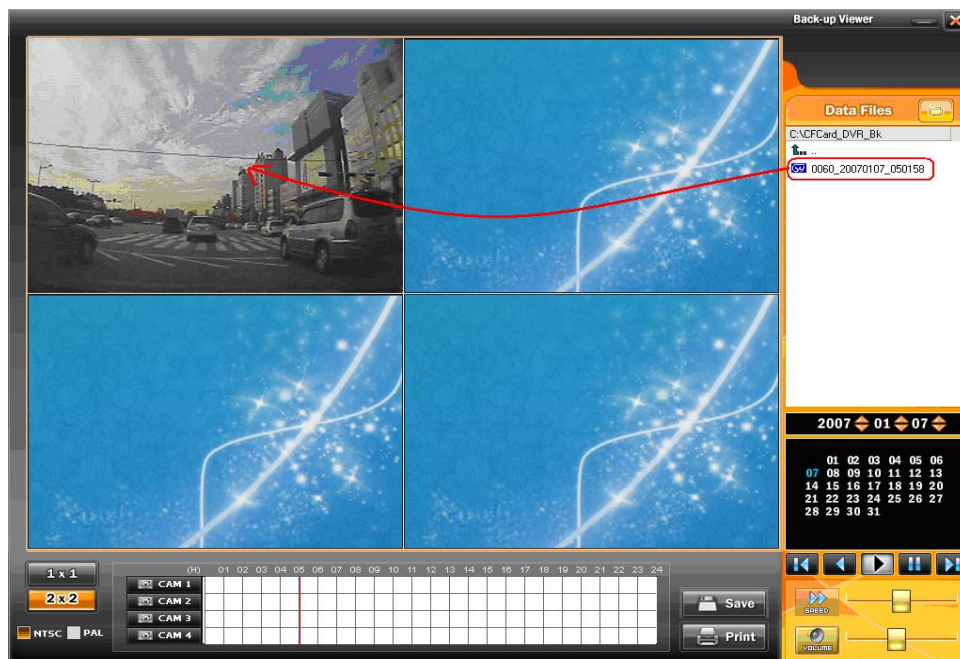 Back-up Viewer
Data Files
C:\CFCard_DVR_Bk
..
0060_20070107_050158
2007 01 07
01 02 03 04 05 06
07 08 09 10 11 12 13
14 15 16 17 18 19 20
21 22 23 24 25 26 27
28 29 30 31
1 x 1
2 x 2
NTSC PAL
(H) 01 02 03 04 05 06 07 08 09 10 11 12 13 14 15 16 17 18 19 20 21 22 23 24
CAM 1
CAM 2
CAM 3
CAM 4
Save
Print
SPEED
VOLUME